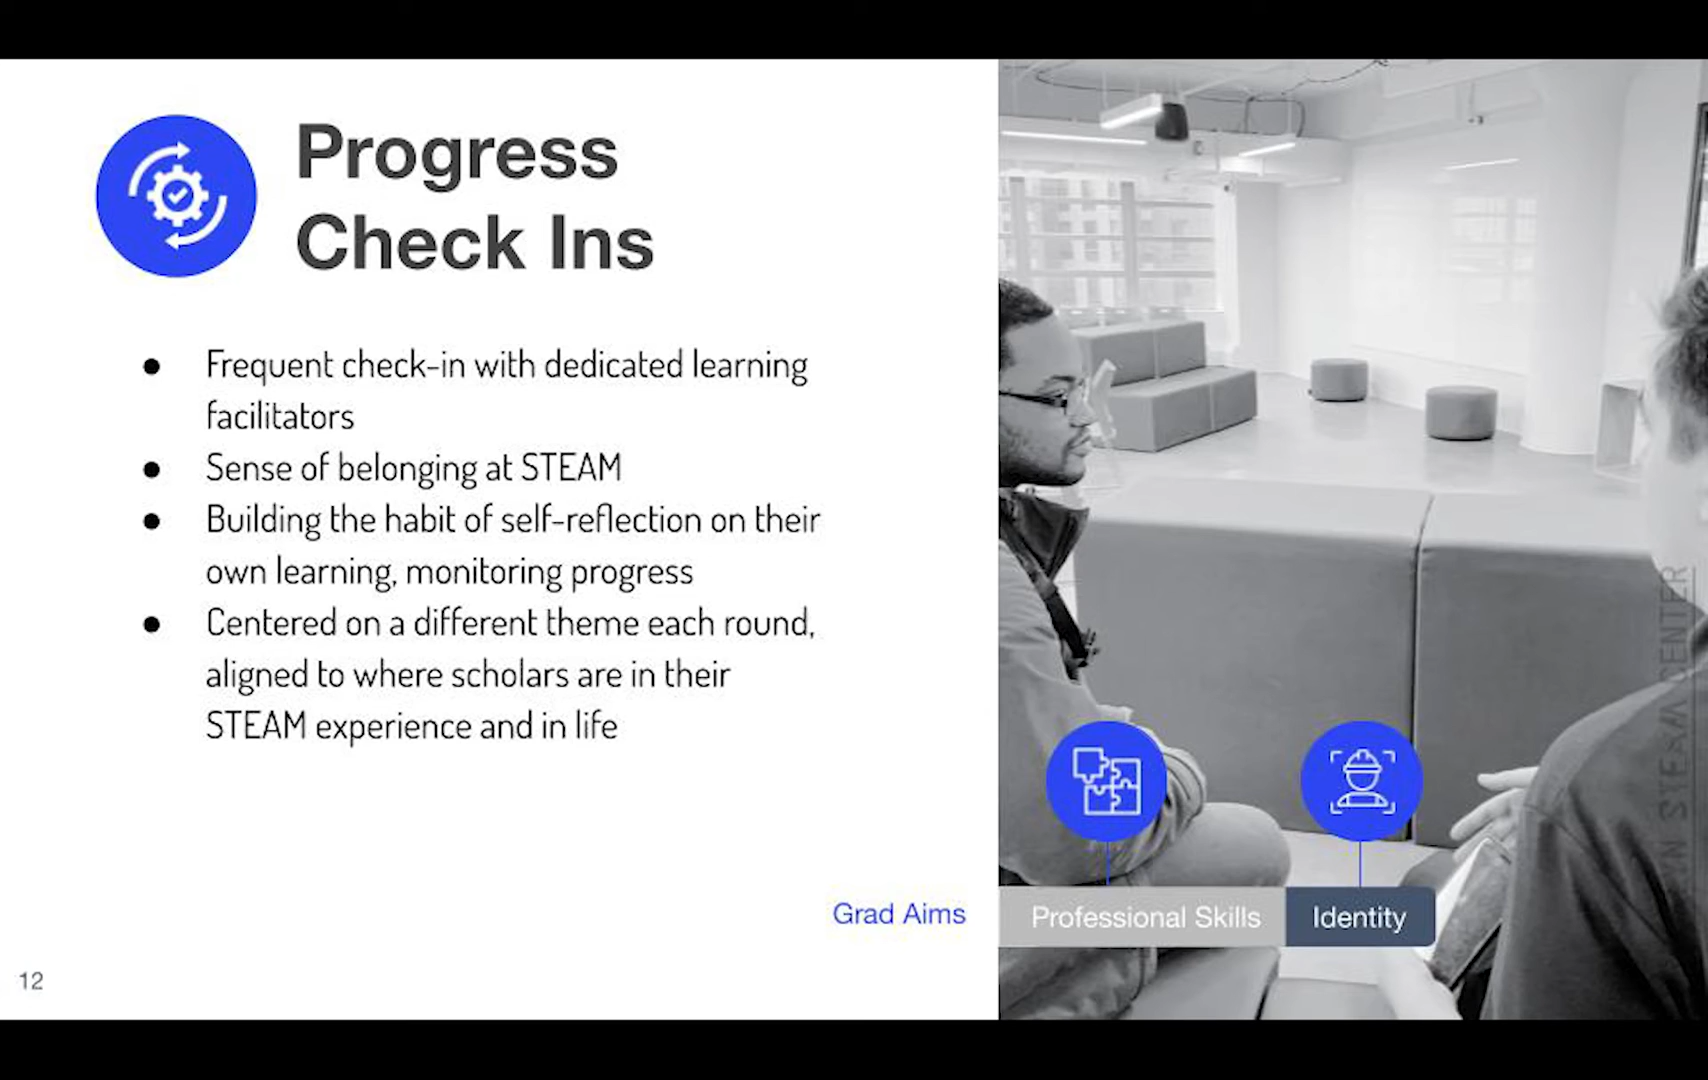 Progress
Check Ins
● Frequent check-in with dedicated learning
facilitators
● Sense of belonging at STEAM
● Building the habit of self-reflection on their
own learning, monitoring progress
● Centered on a different theme each round,
aligned to where scholars are in their
STEAM experience and in life
Grad Aims
Professional Skills
Identity
12
STEAM CENTER